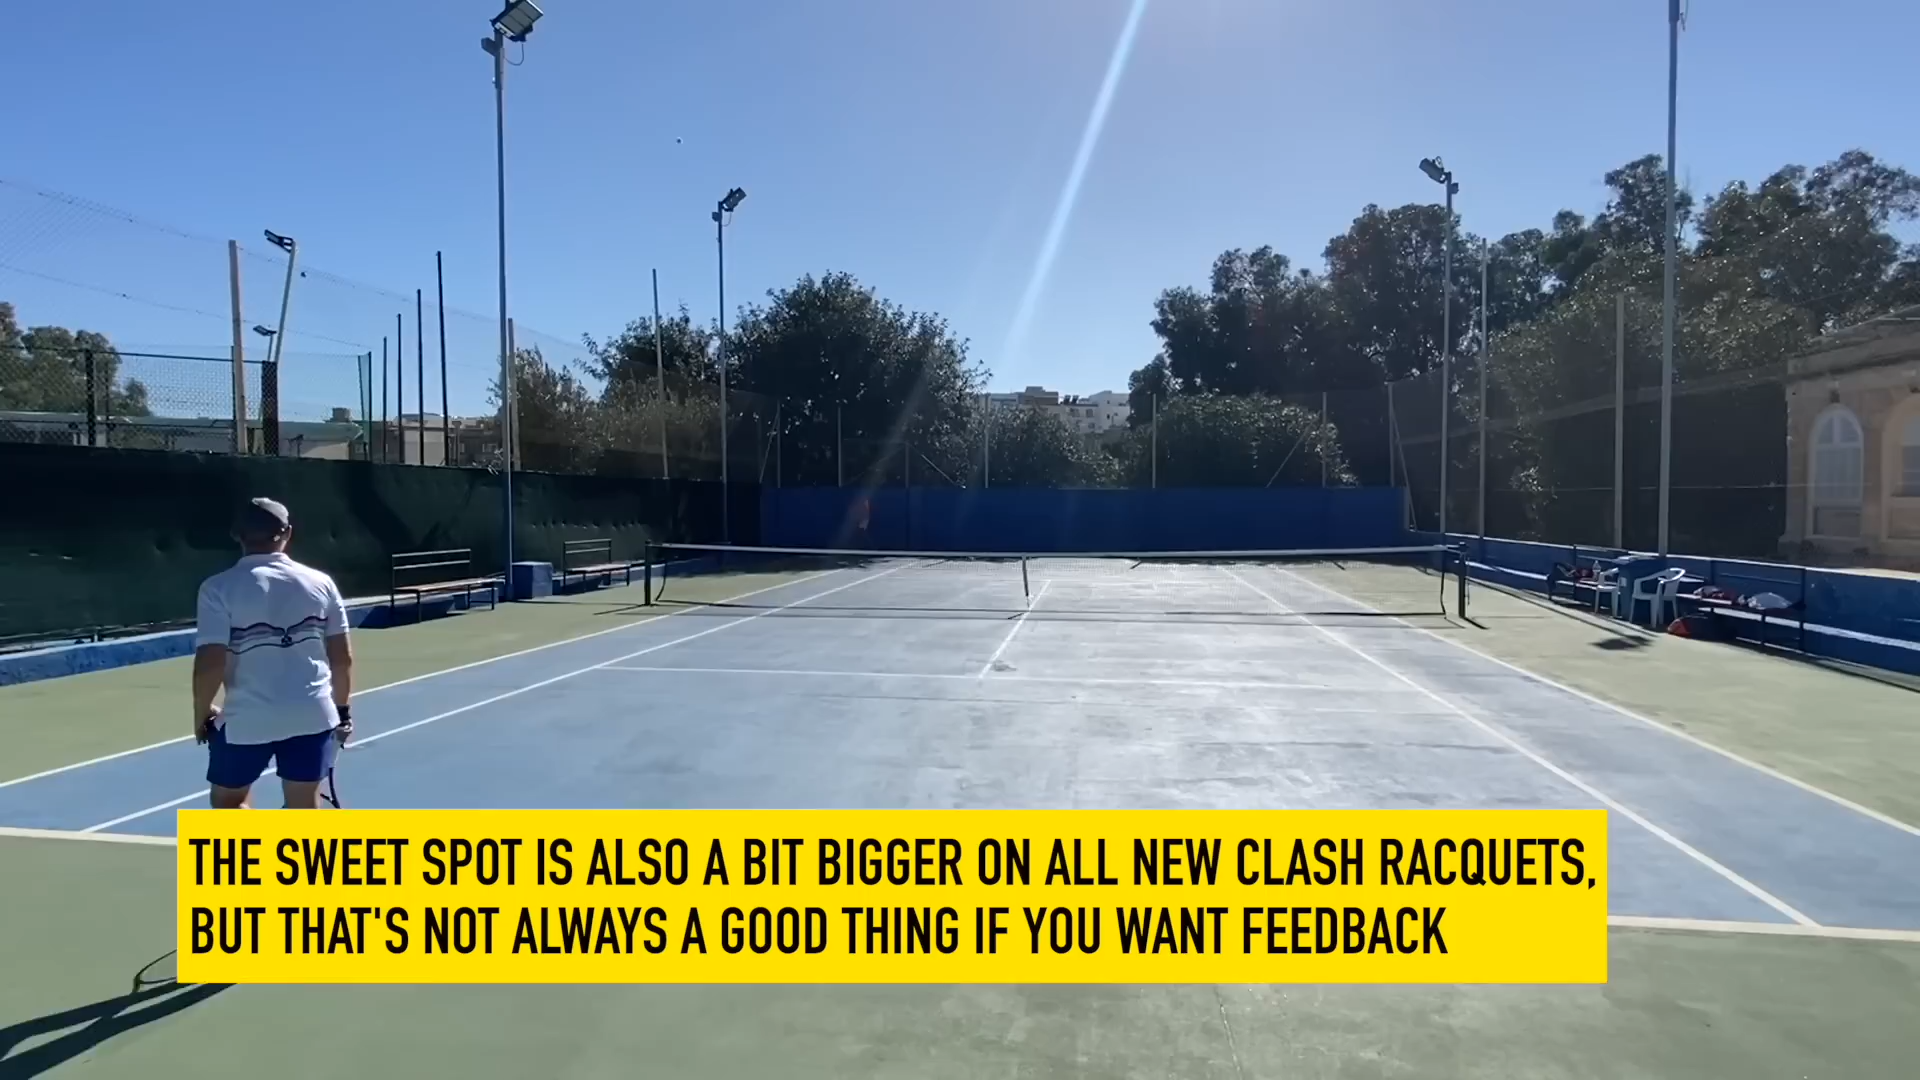 THE SWEET SPOT IS ALSO A BIT BIGGER ON ALL NEW CLASH RACQUETS,
BUT THAT'S NOT ALWAYS A GOOD THING IF YOU WANT FEEDBACK